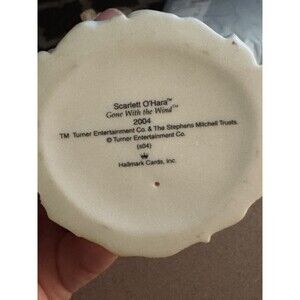 Scarlett O'Hara™
Gone With the Wind™
2004
TM Turner Entertainment Co. & The Stephens Mitchell Trusts.
© Turner Entertainment Co.
(s04)
Hallmark Cards, Inc.